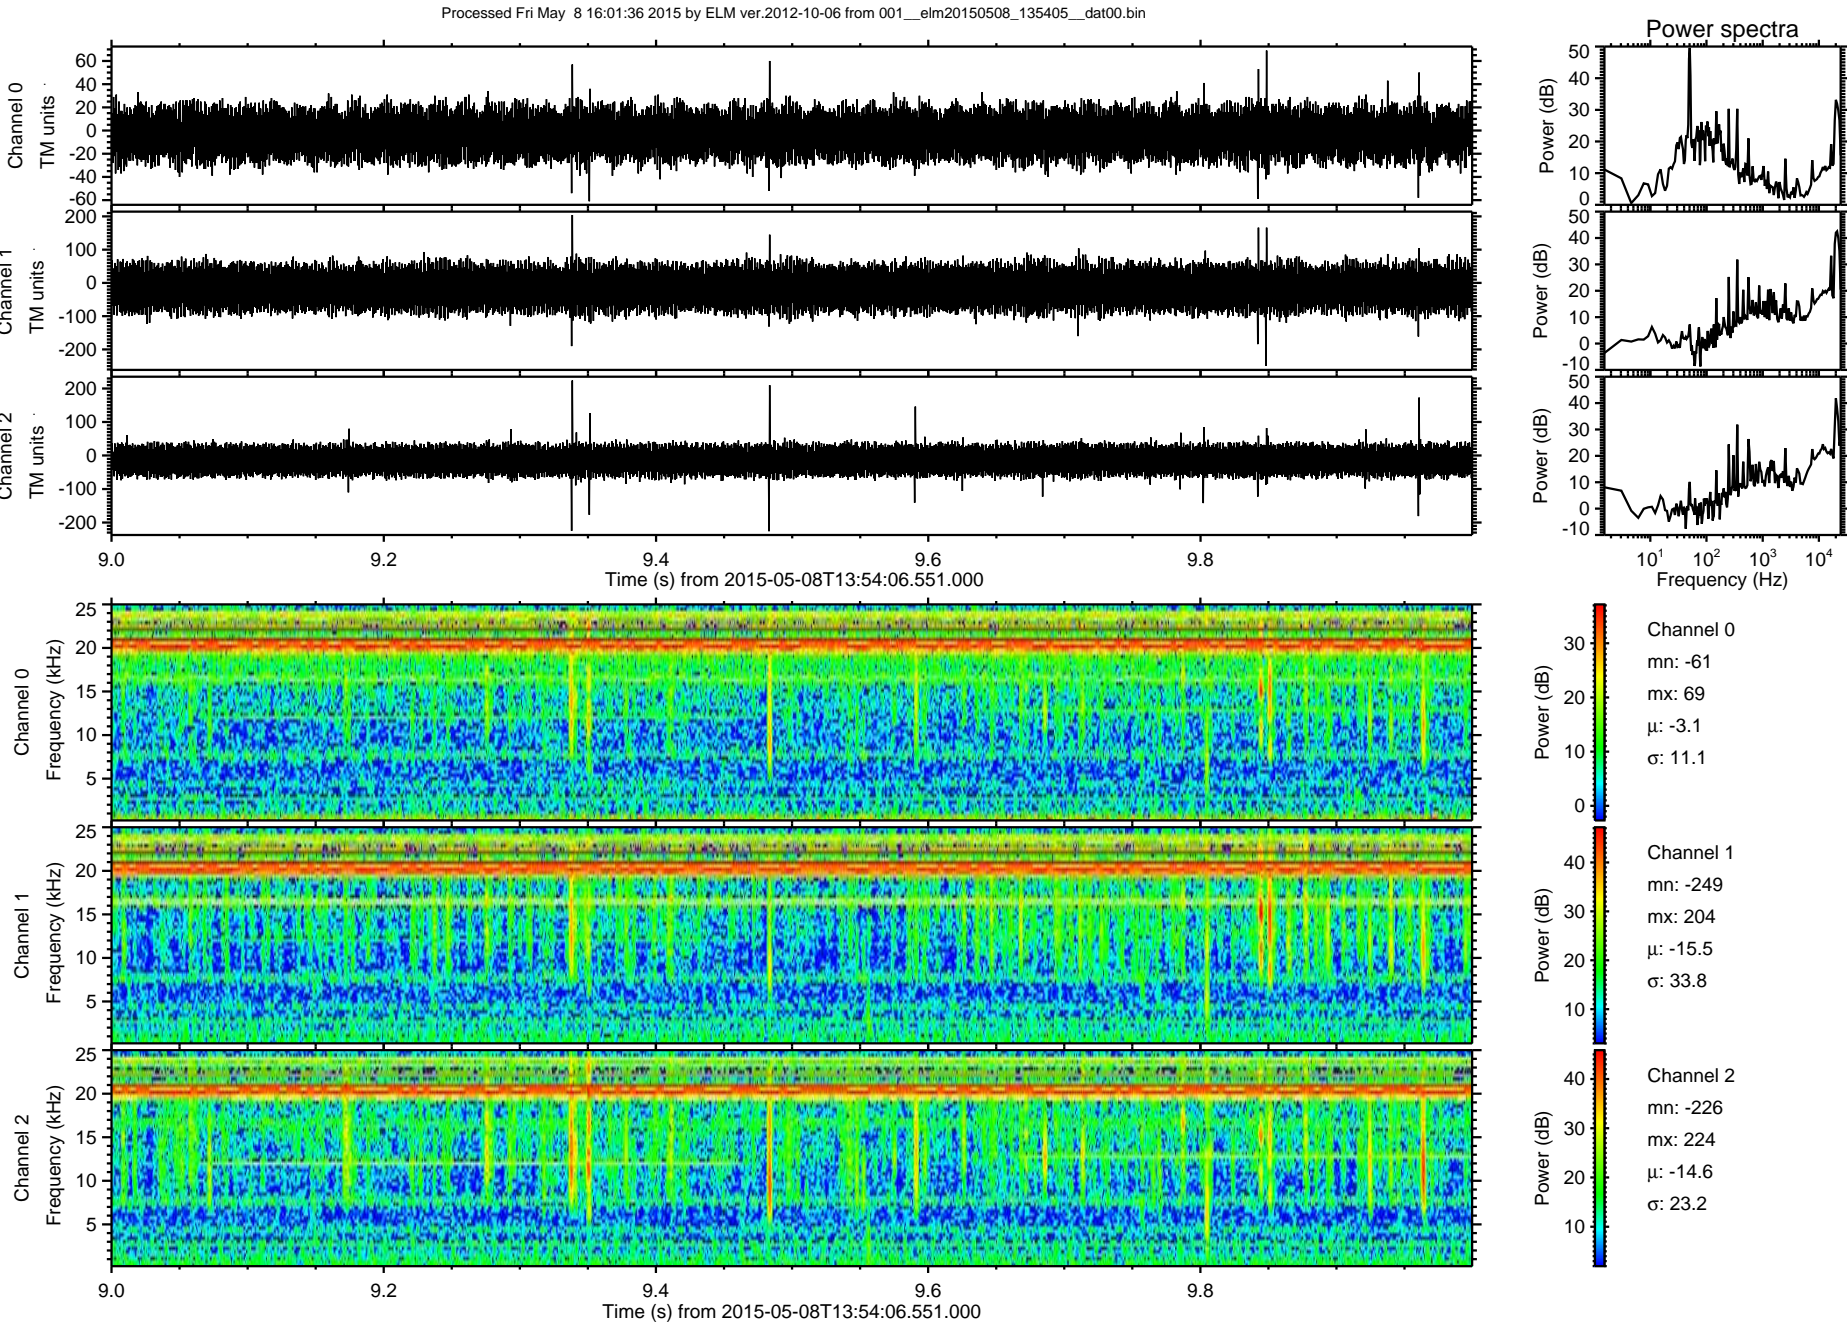 Processed Fri May 8 16:01:36 2015 by ELM ver.2012-10-06 from 001__elm20150508_135405__dat00.bin
Power spectra
Channel 0
TM units
60
40
20
0
-20
-40
-60
Power (dB)
50
40
30
20
10
0
Channel 1
TM units
200
100
0
-100
-200
Power (dB)
50
40
30
20
10
0
-10
Channel 2
TM units
200
100
0
-100
-200
Power (dB)
50
40
30
20
10
0
-10
9.0 9.2 9.4 9.6 9.8
Time (s) from 2015-05-08T13:54:06.551.000
10^1 10^2 10^3 10^4
Frequency (Hz)
Channel 0
Frequency (kHz)
25
20
15
10
5
Power (dB)
30
20
10
0
Channel 0
mn: -61
mx: 69
μ: -3.1
σ: 11.1
Channel 1
Frequency (kHz)
25
20
15
10
5
Power (dB)
40
30
20
10
Channel 1
mn: -249
mx: 204
μ: -15.5
σ: 33.8
Channel 2
Frequency (kHz)
25
20
15
10
5
Power (dB)
40
30
20
10
Channel 2
mn: -226
mx: 224
μ: -14.6
σ: 23.2
9.0 9.2 9.4 9.6 9.8
Time (s) from 2015-05-08T13:54:06.551.000